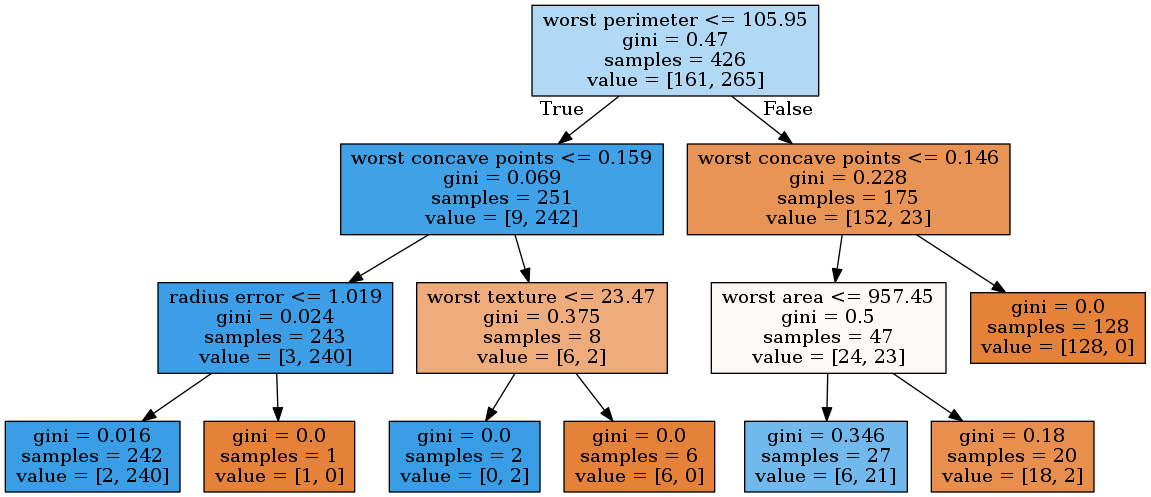 worst perimeter <= 105.95
gini = 0.47
samples = 426
value = [161, 265]
True
False
worst concave points <= 0.159
gini = 0.069
samples = 251
value = [9, 242]
worst concave points <= 0.146
gini = 0.228
samples = 175
value = [152, 23]
radius error <= 1.019
gini = 0.024
samples = 243
value = [3, 240]
worst texture <= 23.47
gini = 0.375
samples = 8
value = [6, 2]
worst area <= 957.45
gini = 0.5
samples = 47
value = [24, 23]
gini = 0.0
samples = 128
value = [128, 0]
gini = 0.016
samples = 242
value = [2, 240]
gini = 0.0
samples = 1
value = [1, 0]
gini = 0.0
samples = 2
value = [0, 2]
gini = 0.0
samples = 6
value = [6, 0]
gini = 0.346
samples = 27
value = [6, 21]
gini = 0.18
samples = 20
value = [18, 2]